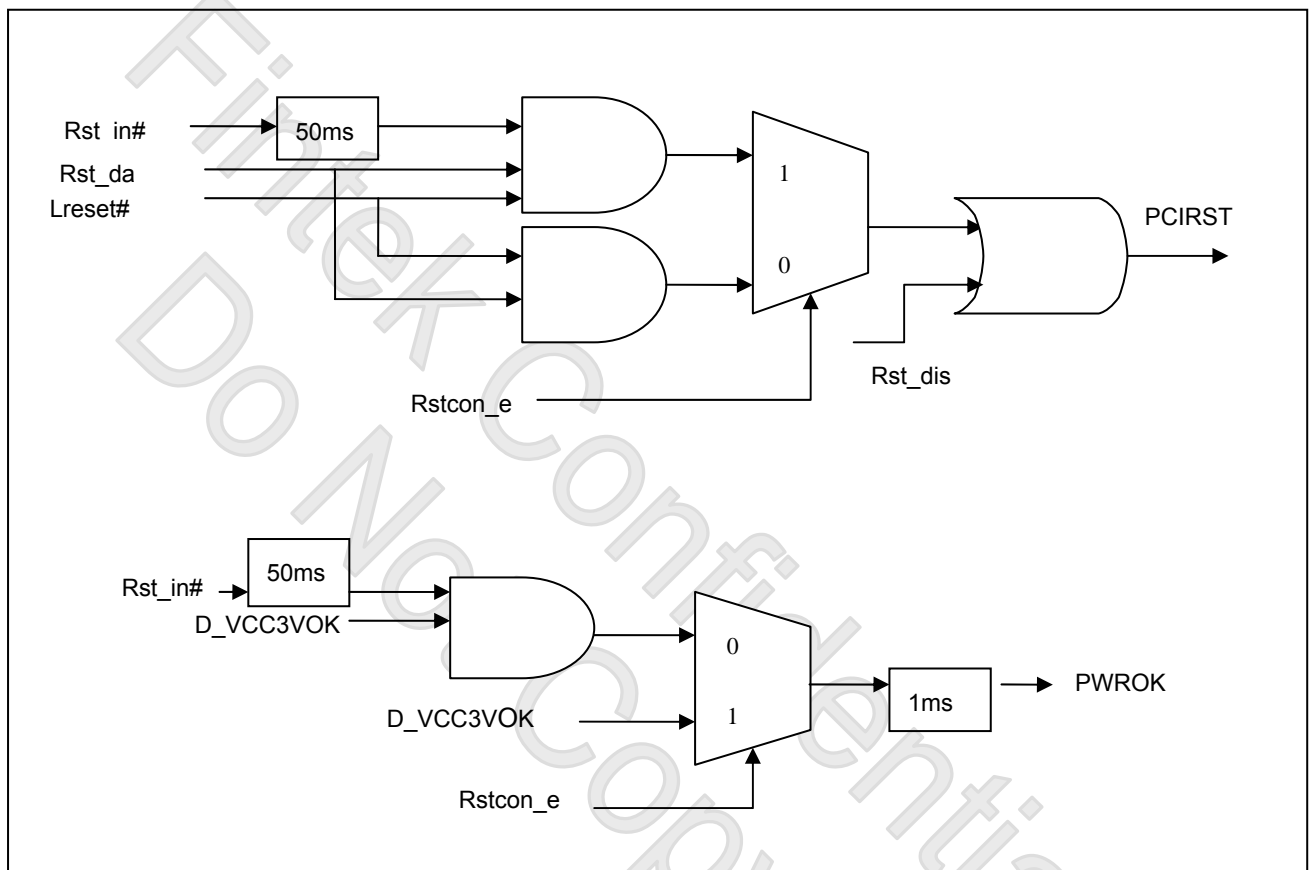 Rst in#
50ms
Rst_da
Lreset#
1
0
PCIRST
Rst_dis
Rstcon_e
Rst_in#
50ms
D_VCC3VOK
0
1
D_VCC3VOK
1ms
PWROK
Rstcon_e
Fintek Confidential
Do Not Copy